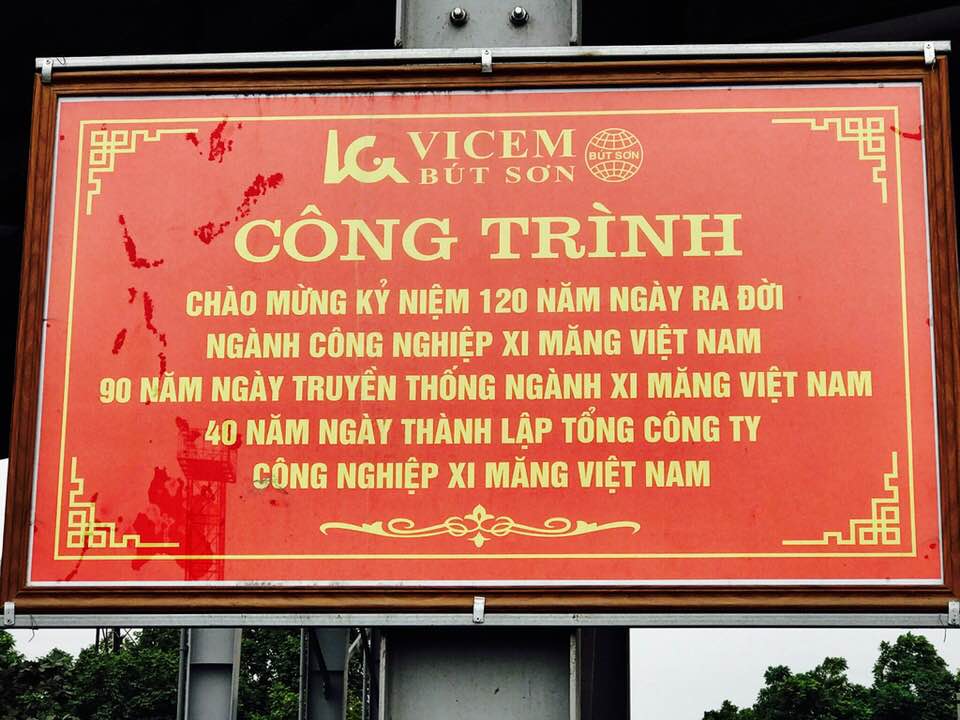 VICEM
BÚT SƠN
BÚT SƠN
CÔNG TRÌNH
CHÀO MỪNG KỶ NIỆM 120 NĂM NGÀY RA ĐỜI
NGÀNH CÔNG NGHIỆP XI MĂNG VIỆT NAM
90 NĂM NGÀY TRUYỀN THỐNG NGÀNH XI MĂNG VIỆT NAM
40 NĂM NGÀY THÀNH LẬP TỔNG CÔNG TY
CÔNG NGHIỆP XI MĂNG VIỆT NAM